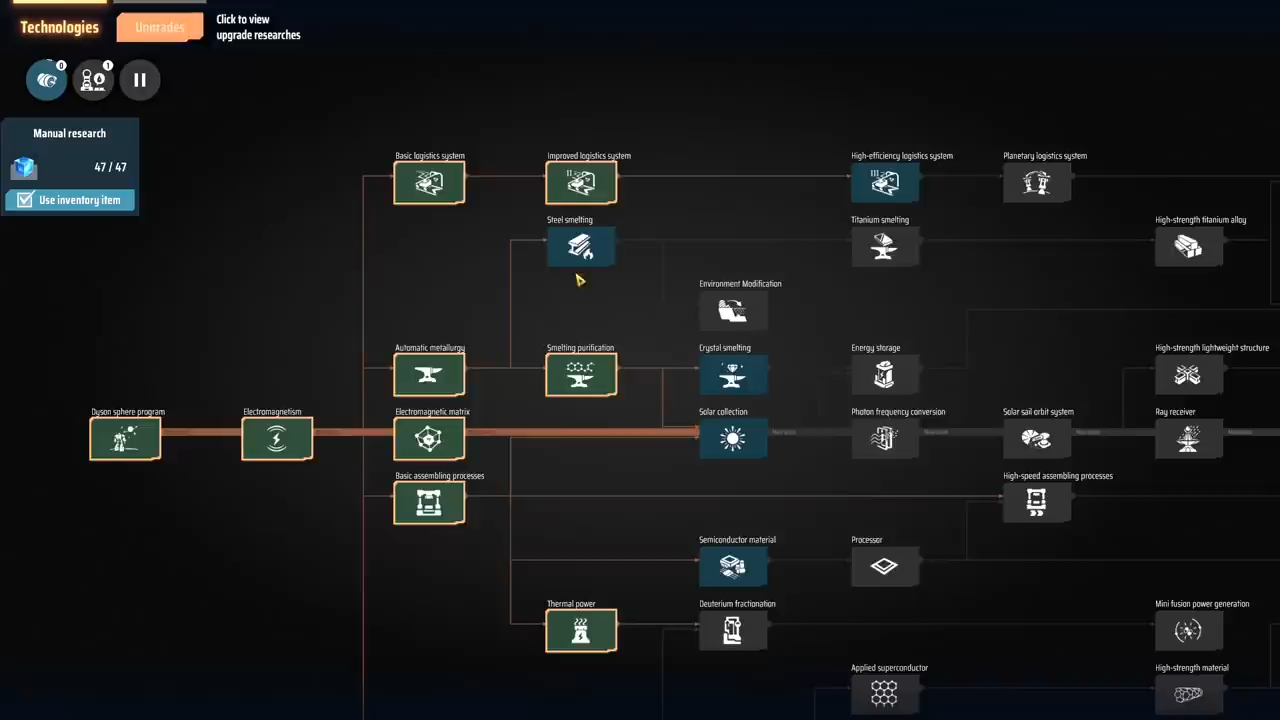 Technologies
Upgrades
Click to view
upgrade researches
0
1
Manual research
47 / 47
Use inventory item
Basic logistics system
Improved logistics system
II
High-efficiency logistics system
III
Planetary logistics system
Steel smelting
Titanium smelting
High-strength titanium alloy
Environment Modification
Automatic metallurgy
Smelting purification
Crystal smelting
Energy storage
High-strength lightweight structure
Dyson sphere program
Electromagnetism
Electromagnetic matrix
Solar collection
Photon frequency conversion
Solar sail orbit system
Ray receiver
Basic assembling processes
High-speed assembling processes
Semiconductor material
Processor
Thermal power
Deuterium fractionation
Mini fusion power generation
Applied superconductor
High-strength material